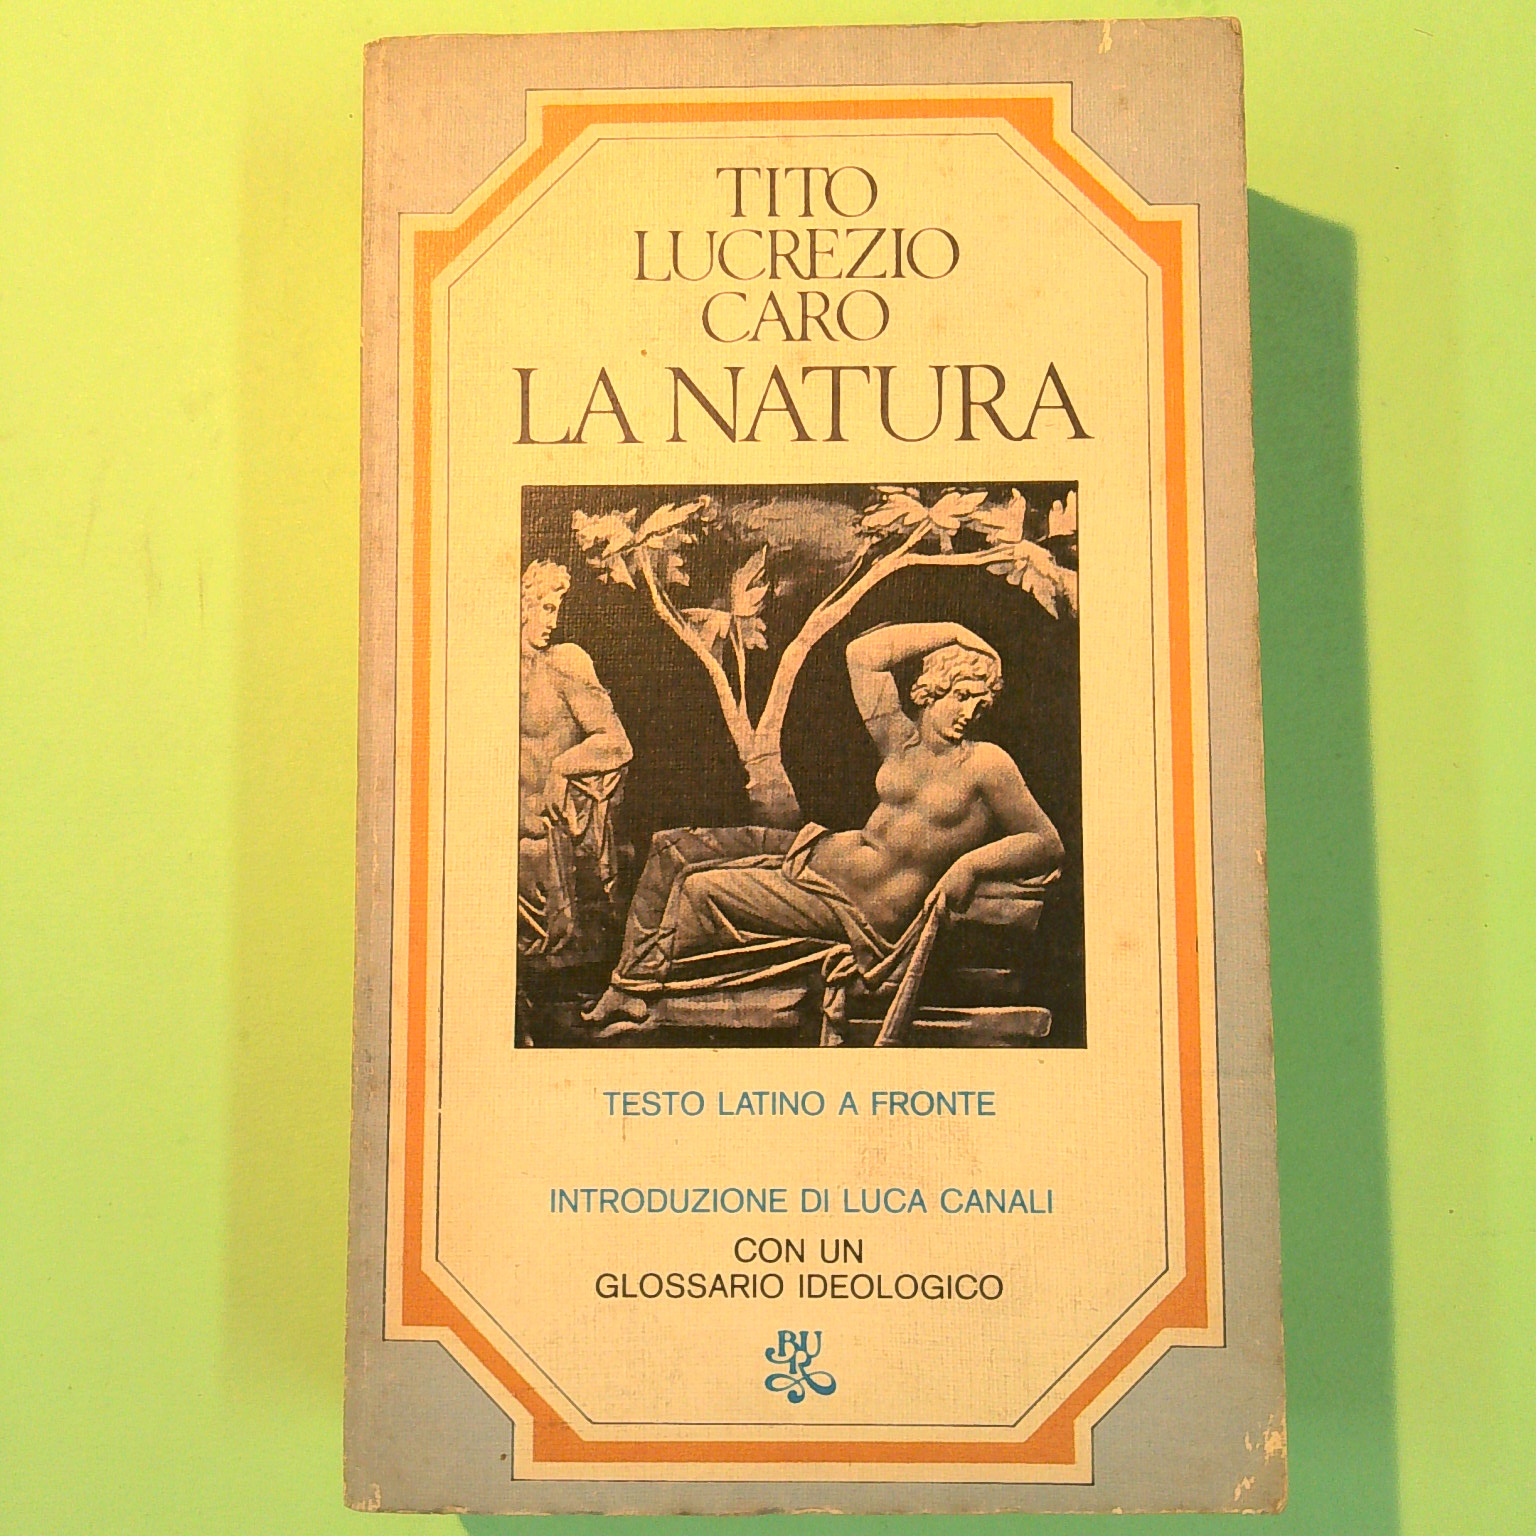 TITO
LUCREZIO
CARO
LA NATURA
TESTO LATINO A FRONTE
INTRODUZIONE DI LUCA CANALI
CON UN
GLOSSARIO IDEOLOGICO
BUR